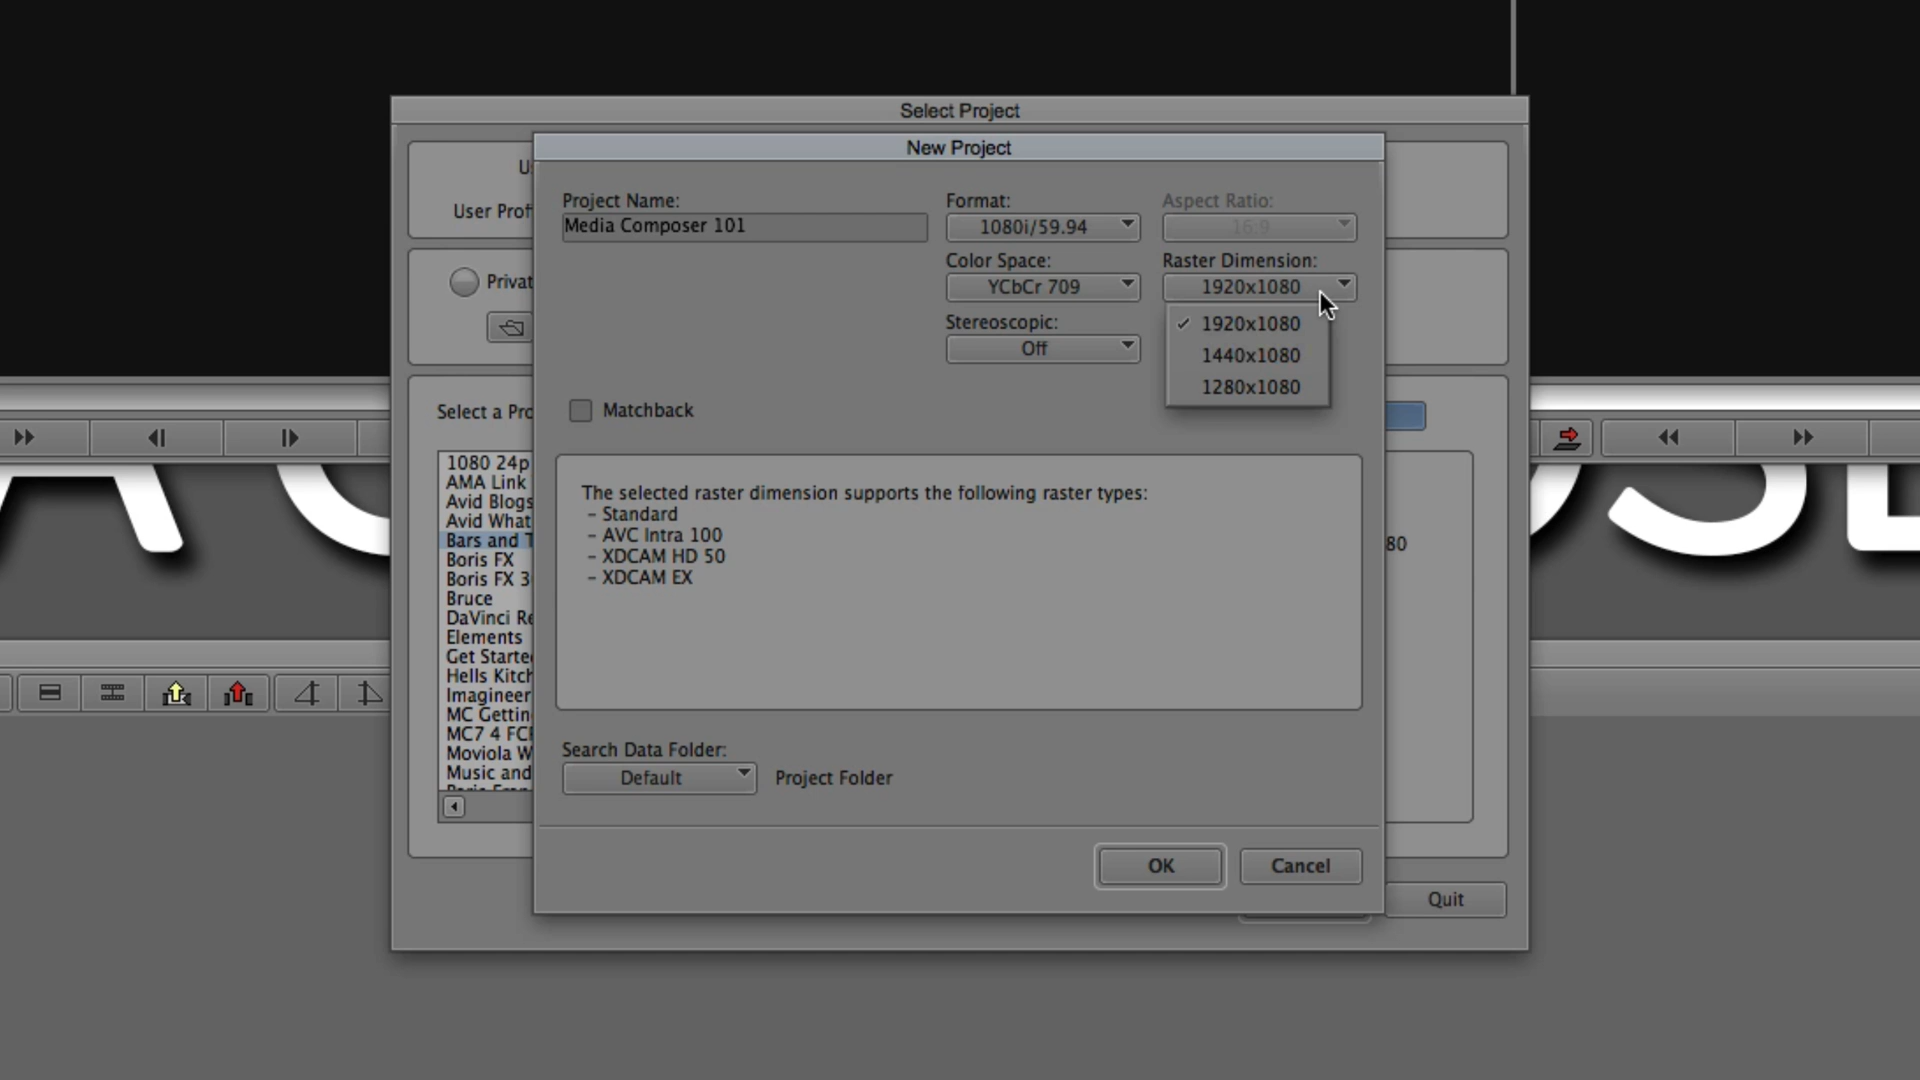 Select Project
New Project
User Prof
Project Name:
Media Composer 101
Format:
1080i/59.94
Aspect Ratio:
16:9
Color Space:
YCbCr 709
Raster Dimension:
1920x1080
✓ 1920x1080
1440x1080
1280x1080
Stereoscopic:
Off
Privat
Select a Pro
Matchback
1080 24p
AMA Link
Avid Blogs
Avid What
Bars and T
Boris FX
Boris FX 3
Bruce
DaVinci Re
Elements
Get Starte
Hells Kitch
Imagineer
MC Gettin
MC7 4 FC
Moviola W
Music and
The selected raster dimension supports the following raster types:
- Standard
- AVC Intra 100
- XDCAM HD 50
- XDCAM EX
80
Search Data Folder:
Default
Project Folder
OK
Cancel
Quit